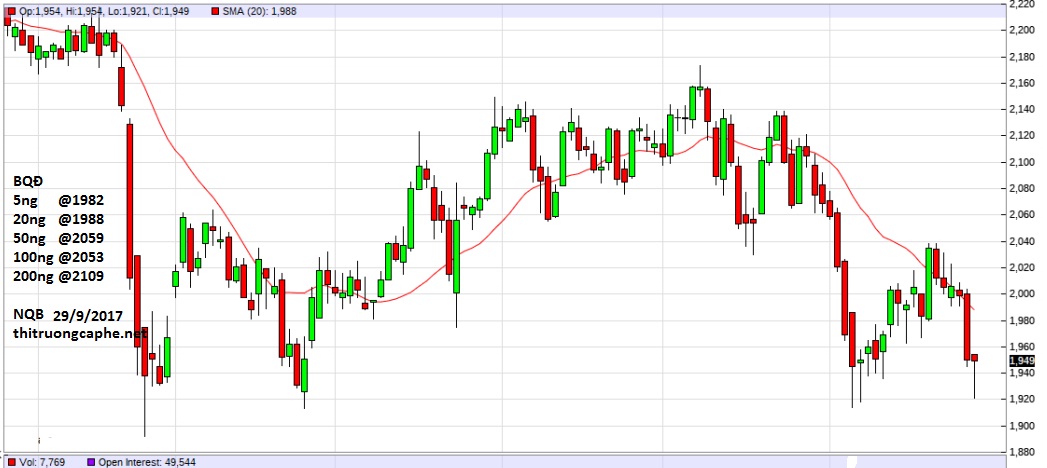 Op:1,954, Hi:1,954, Lo:1,921, Cl:1,949 SMA (20): 1,988
2,220
2,200
2,180
2,160
2,140
2,120
2,100
2,080
2,060
2,040
2,020
2,000
1,980
1,960
1,949
1,940
1,920
1,900
1,880
BQĐ
5ng @1982
20ng @1988
50ng @2059
100ng @2053
200ng @2109
NQB 29/9/2017
thitruongcaphe.net
Vol: 7,769 Open Interest: 49,544